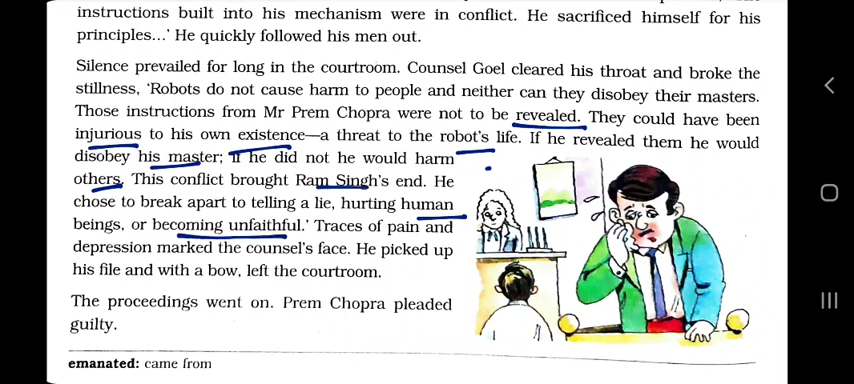 instructions built into his mechanism were in conflict. He sacrificed himself for his
principles...’ He quickly followed his men out.
Silence prevailed for long in the courtroom. Counsel Goel cleared his throat and broke the
stillness, ‘Robots do not cause harm to people and neither can they disobey their masters.
Those instructions from Mr Prem Chopra were not to be revealed. They could have been
injurious to his own existence—a threat to the robot’s life. If he revealed them he would
disobey his master; if he did not he would harm
others. This conflict brought Ram Singh’s end. He
chose to break apart to telling a lie, hurting human
beings, or becoming unfaithful.’ Traces of pain and
depression marked the counsel’s face. He picked up
his file and with a bow, left the courtroom.
The proceedings went on. Prem Chopra pleaded
guilty.
emanated: came from